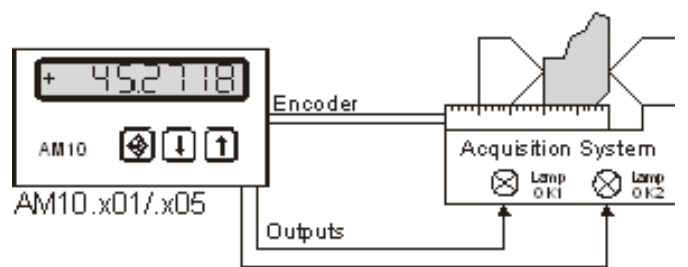 + 45.2718
Encoder
AM10
AM10.x01/.x05
Acquisition System
Lamp OK1
Lamp OK2
Outputs